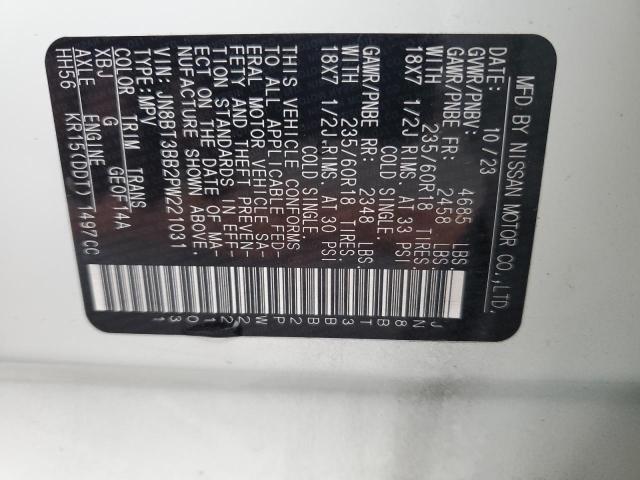 MFD BY NISSAN MOTOR CO.,LTD.
DATE: 10/23
GVWR/PNBV: 4685 LBS.
GAWR/PNBE FR: 2458 LBS.
WITH 235/60R18 TIRES.
18X7 1/2J RIMS. AT 33 PSI
COLD SINGLE.
GAWR/PNBE RR: 2348 LBS.
WITH 235/60R18 TIRES.
18X7 1/2J RIMS. AT 30 PSI
COLD SINGLE.
THIS VEHICLE CONFORMS
TO ALL APPLICABLE FED-
ERAL MOTOR VEHICLE SA-
FETY AND THEFT PREVEN-
TION STANDARDS IN EFF-
ECT ON THE DATE OF MA-
NUFACTURE SHOWN ABOVE.
VIN: JN8BT3BB2PW221031
TYPE: MPV
COLOR TRIM TRANS
XBJ G GE0F14A
AXLE ENGINE
HH56 KR15(DDT) 1497CC
JN8BT3BB2PW221031